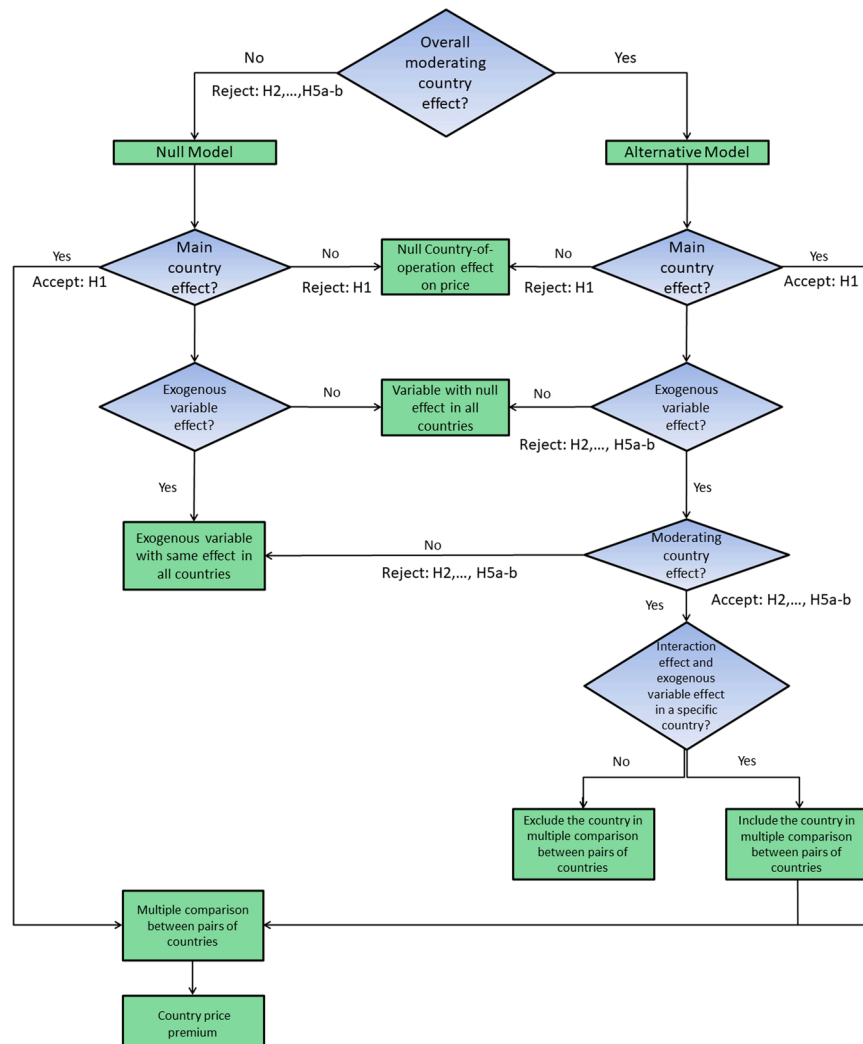 No
Overall
moderating
country
effect?
Yes
Reject: H2,...,H5a-b
Null Model
Alternative Model
Yes
Accept: H1
Main
country
effect?
No
Reject: H1
Null Country-of-
operation effect
on price
No
Reject: H1
Main
country
effect?
Yes
Accept: H1
Exogenous
variable
effect?
No
Variable with null
effect in all
countries
No
Reject: H2,..., H5a-b
Exogenous
variable
effect?
Yes
Yes
Exogenous variable
with same effect in
all countries
No
Reject: H2,..., H5a-b
Moderating
country
effect?
Yes
Accept: H2,..., H5a-b
Interaction
effect and
exogenous
variable effect
in a specific
country?
No
Yes
Exclude the country in
multiple comparison
between pairs of
countries
Include the country in
multiple comparison
between pairs of
countries
Multiple comparison
between pairs of
countries
Country price
premium